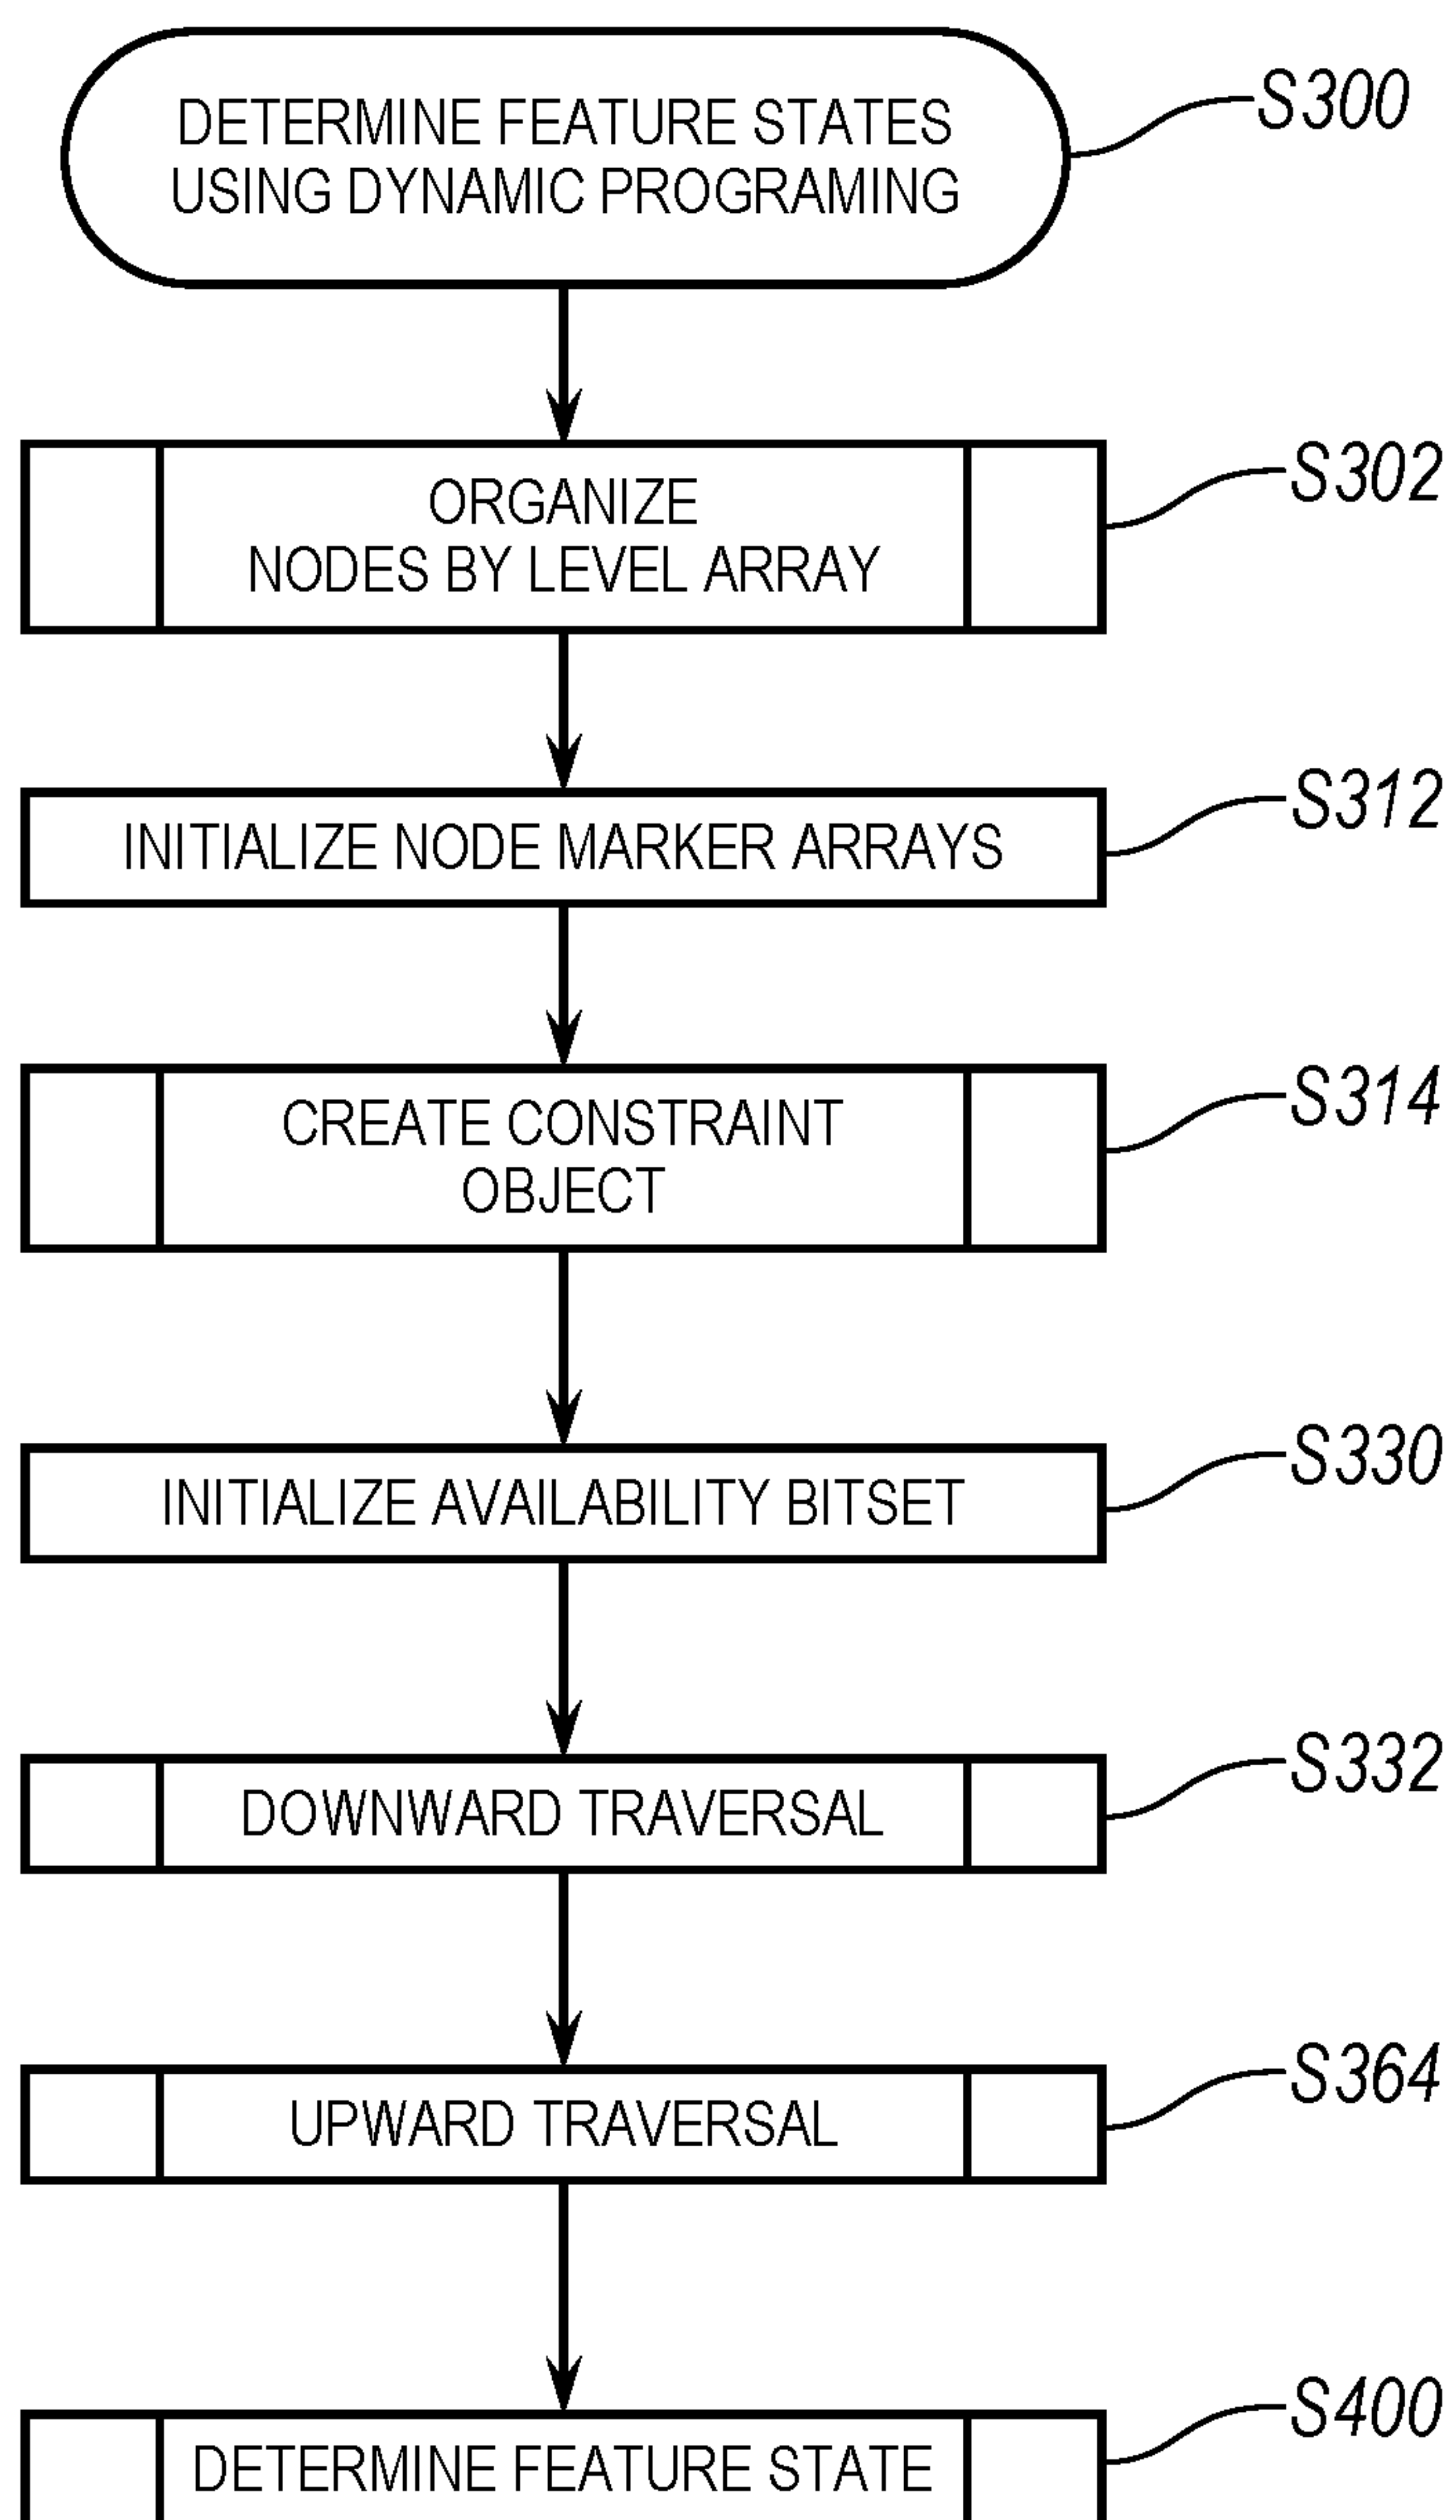 DETERMINE FEATURE STATES
USING DYNAMIC PROGRAMING
S300
ORGANIZE
NODES BY LEVEL ARRAY
S302
INITIALIZE NODE MARKER ARRAYS
S312
CREATE CONSTRAINT
OBJECT
S314
INITIALIZE AVAILABILITY BITSET
S330
DOWNWARD TRAVERSAL
S332
UPWARD TRAVERSAL
S364
DETERMINE FEATURE STATE
S400